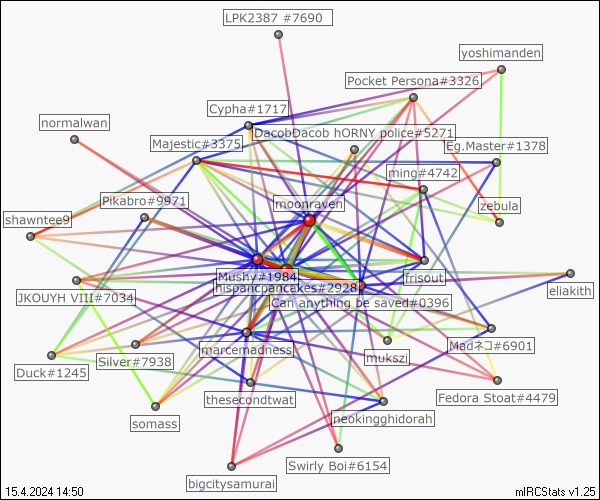 LPK2387 #7690
yoshimanden
Pocket Persona#3326
Cypha#1717
normalwan
DacobDacob hORNY police#5271
Majestic#3375
Eg.Master#1378
ming#4742
Pikabro#9971
moonraven
shawntee9
zebula
Mushy#1984
frisout
hispanicpancakes#2928
eliakith
JKOUYH VIII#7034
Can anything be saved#0396
marcemadness
Madネコ#6901
mukszi
Silver#7938
Duck#1245
thesecondtwat
Fedora Stoat#4479
neokingghidorah
somass
Swirly Boi#6154
bigcitysamurai
15.4.2024 14:50
mIRCStats v1.25